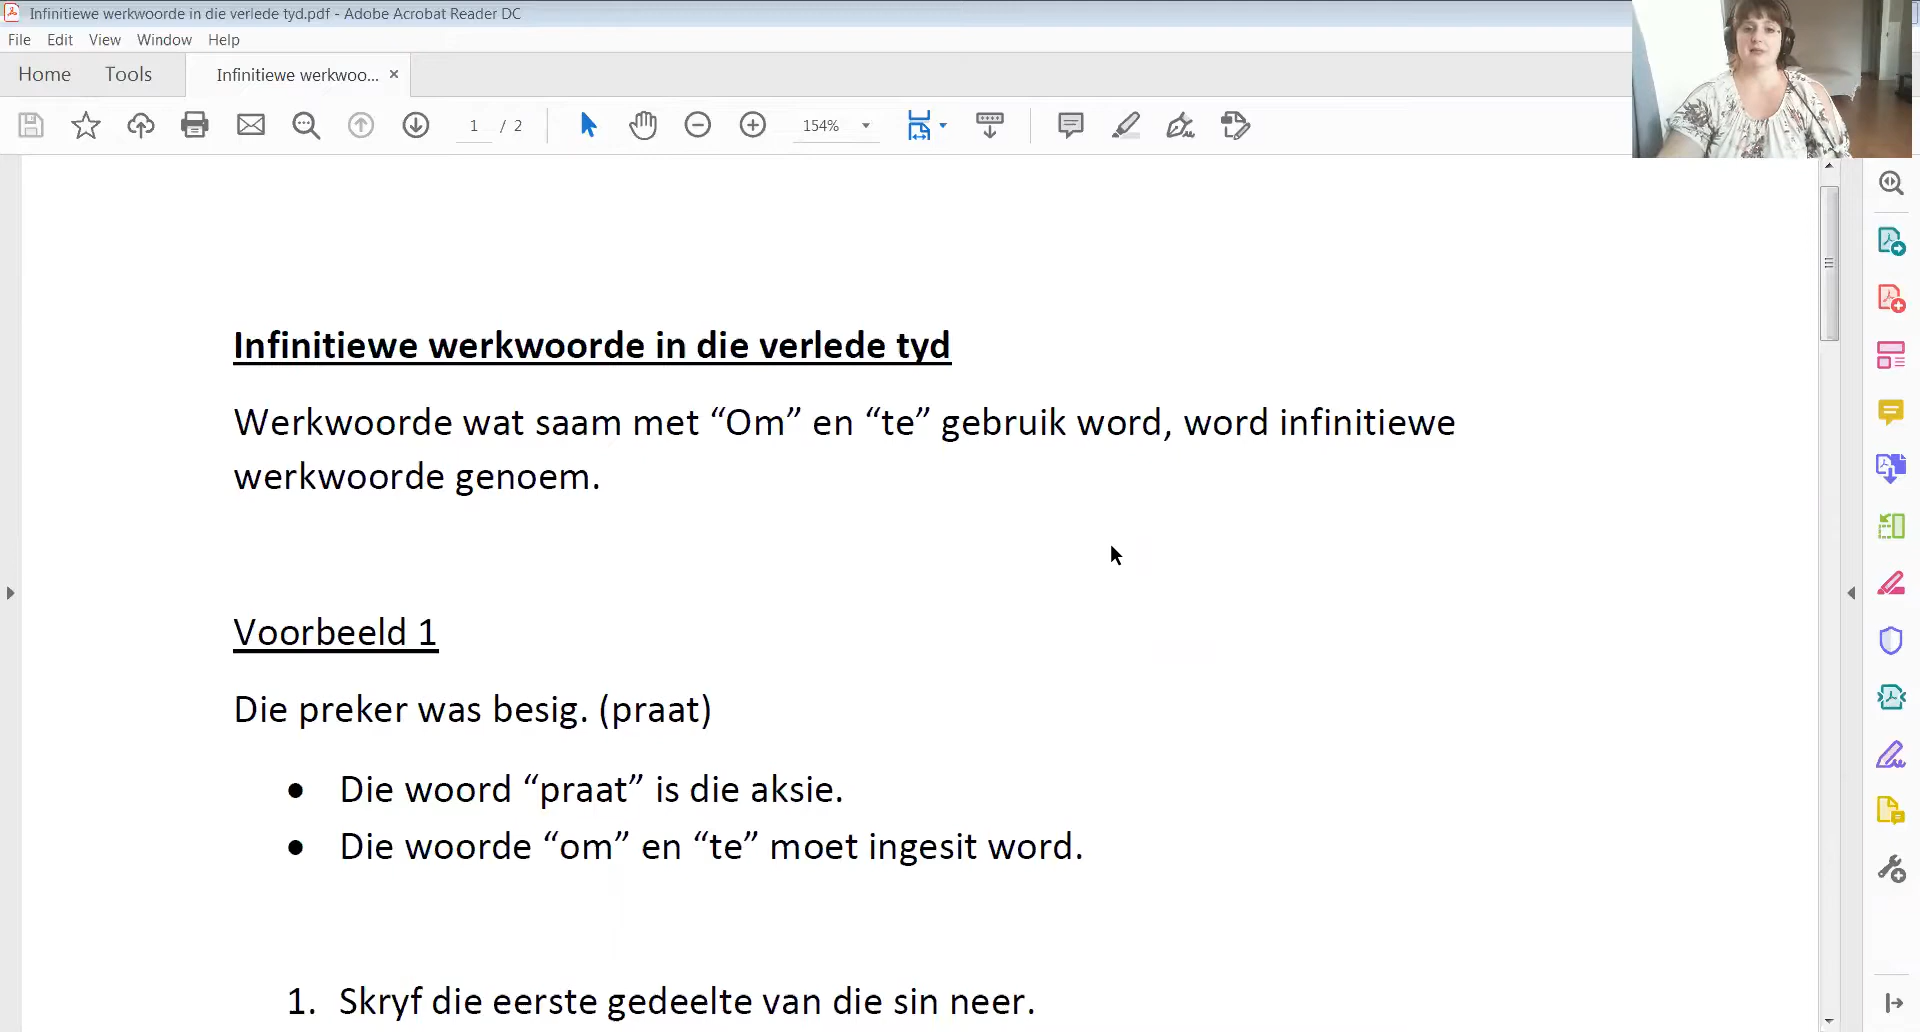 Infinitiewe werkwoorde in die verlede tyd.pdf - Adobe Acrobat Reader DC
File Edit View Window Help
Home Tools Infinitiewe werkwoo... ×
1 / 2 154%
Infinitiewe werkwoorde in die verlede tyd
Werkwoorde wat saam met “Om” en “te” gebruik word, word infinitiewe
werkwoorde genoem.
Voorbeeld 1
Die preker was besig. (praat)
• Die woord “praat” is die aksie.
• Die woorde “om” en “te” moet ingesit word.
1. Skryf die eerste gedeelte van die sin neer.